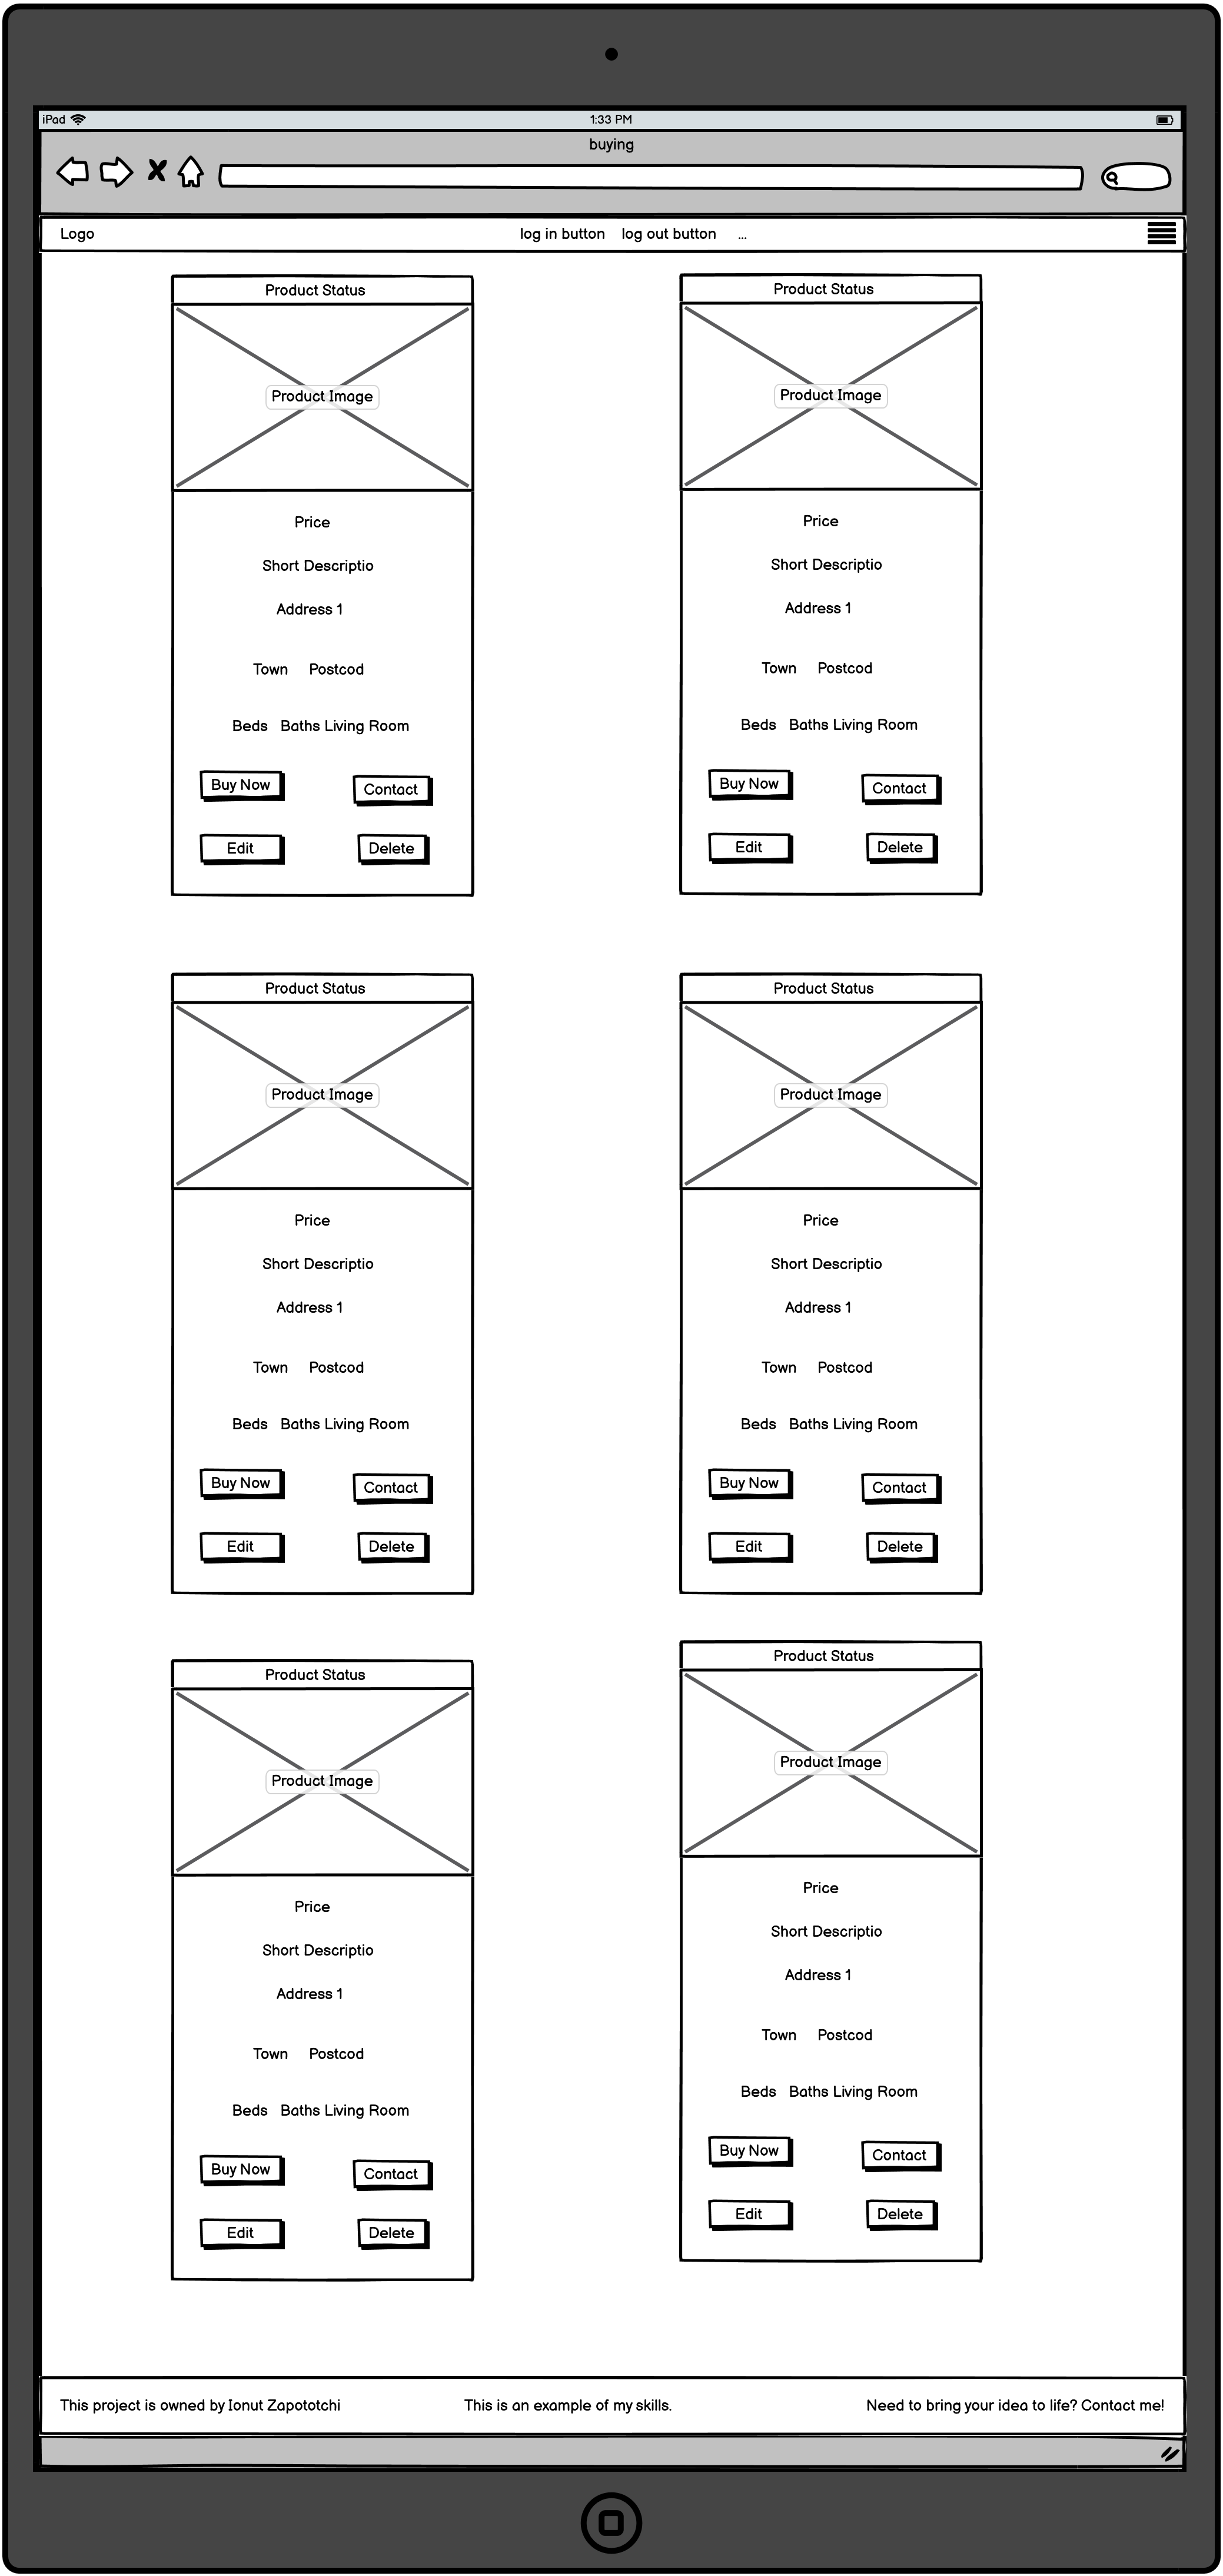 iPad 1:33 PM
buying
Logo log in button log out button ...
Product Status
Product Image
Price
Short Descriptio
Address 1
Town Postcod
Beds Baths Living Room
Buy Now Contact
Edit Delete
Product Status
Product Image
Price
Short Descriptio
Address 1
Town Postcod
Beds Baths Living Room
Buy Now Contact
Edit Delete
Product Status
Product Image
Price
Short Descriptio
Address 1
Town Postcod
Beds Baths Living Room
Buy Now Contact
Edit Delete
Product Status
Product Image
Price
Short Descriptio
Address 1
Town Postcod
Beds Baths Living Room
Buy Now Contact
Edit Delete
Product Status
Product Image
Price
Short Descriptio
Address 1
Town Postcod
Beds Baths Living Room
Buy Now Contact
Edit Delete
Product Status
Product Image
Price
Short Descriptio
Address 1
Town Postcod
Beds Baths Living Room
Buy Now Contact
Edit Delete
This project is owned by Ionut Zapototchi This is an example of my skills. Need to bring your idea to life? Contact me!